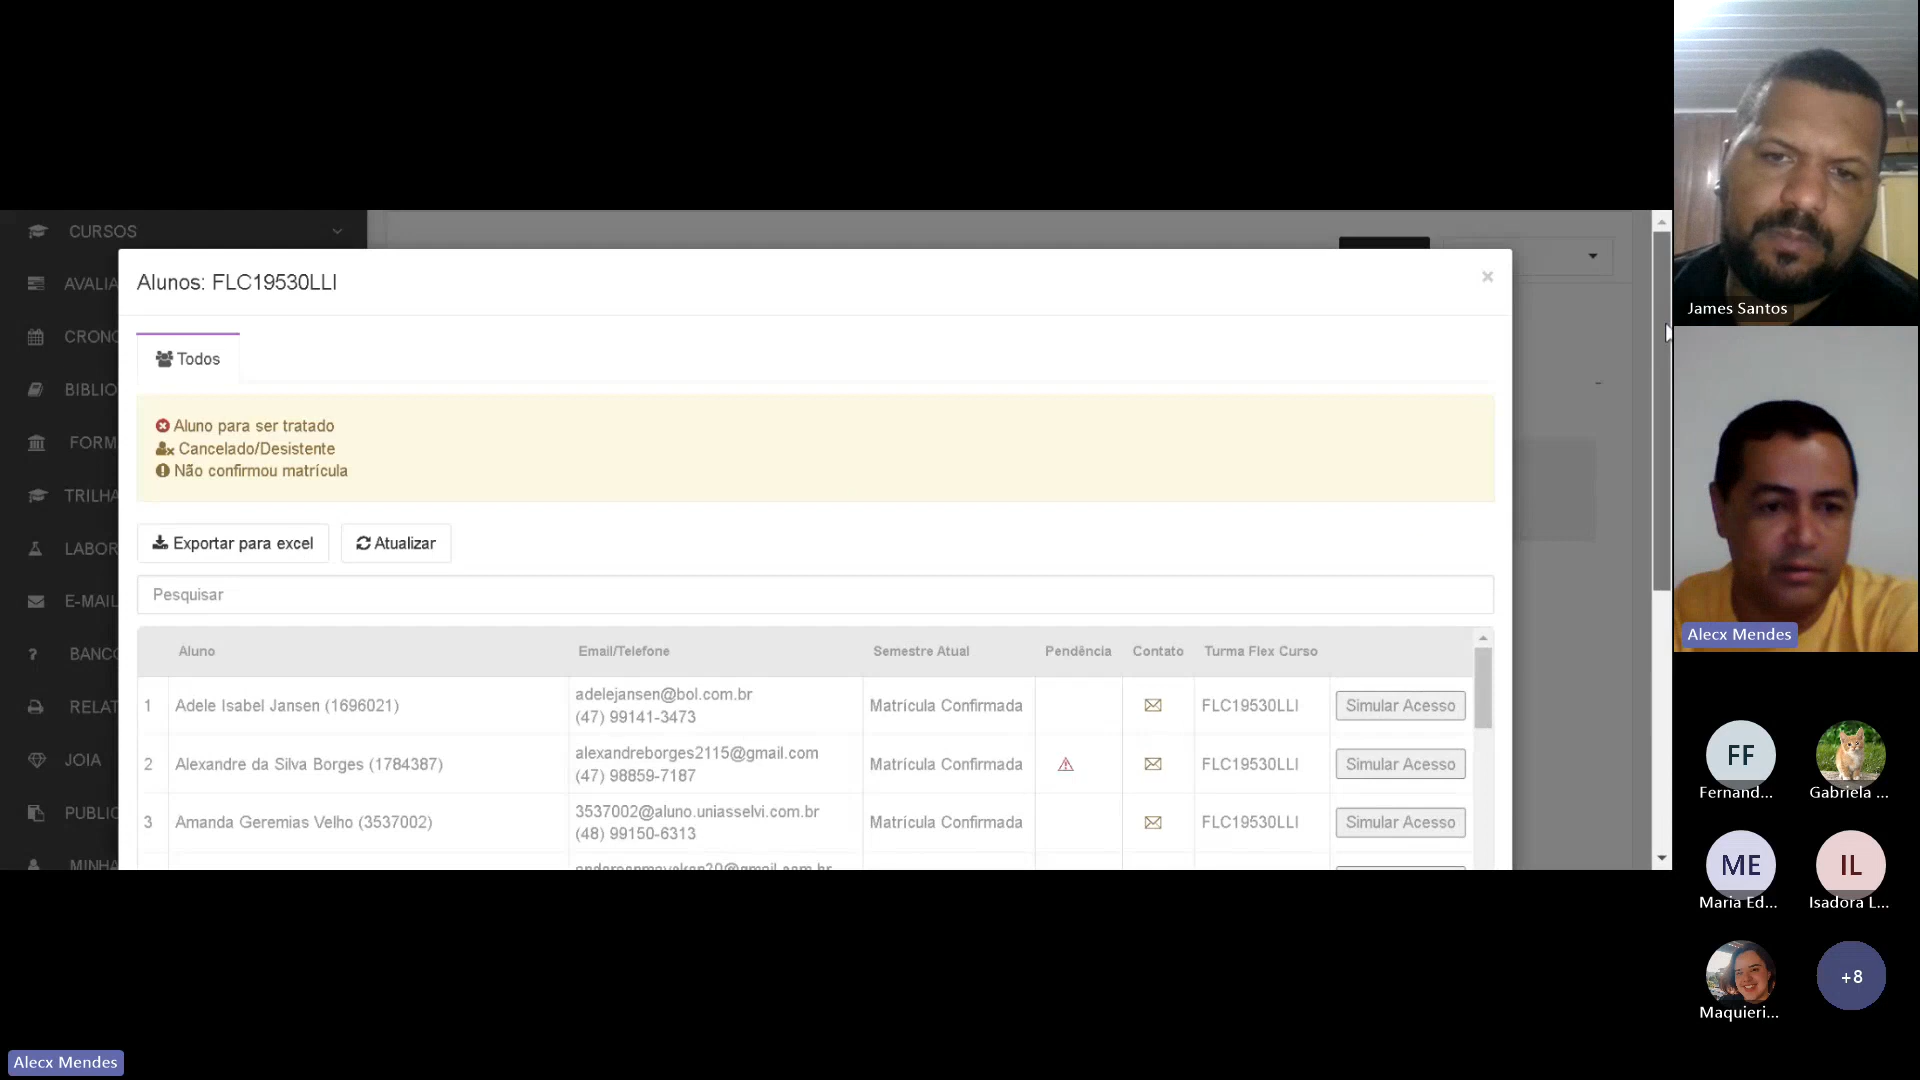 CURSOS
AVALIA
CRONO
BIBLIO
FORM
TRILHA
LABOR
E-MAIL
BANCO
RELAT
JOIA
PUBLIC
MINHA
Alunos: FLC19530LLI
×
Todos
Aluno para ser tratado
Cancelado/Desistente
Não confirmou matrícula
Exportar para excel
Atualizar
Pesquisar
Aluno Email/Telefone Semestre Atual Pendência Contato Turma Flex Curso
1 Adele Isabel Jansen (1696021) adelejansen@bol.com.br Matrícula Confirmada FLC19530LLI Simular Acesso
(47) 99141-3473
2 Alexandre da Silva Borges (1784387) alexandreborges2115@gmail.com Matrícula Confirmada FLC19530LLI Simular Acesso
(47) 98859-7187
3 Amanda Geremias Velho (3537002) 3537002@aluno.uniasselvi.com.br Matrícula Confirmada FLC19530LLI Simular Acesso
(48) 99150-6313
James Santos
Alecx Mendes
FF
Fernand...
Gabriela ...
ME
Maria Ed...
IL
Isadora L...
Maquieri...
+8
Alecx Mendes